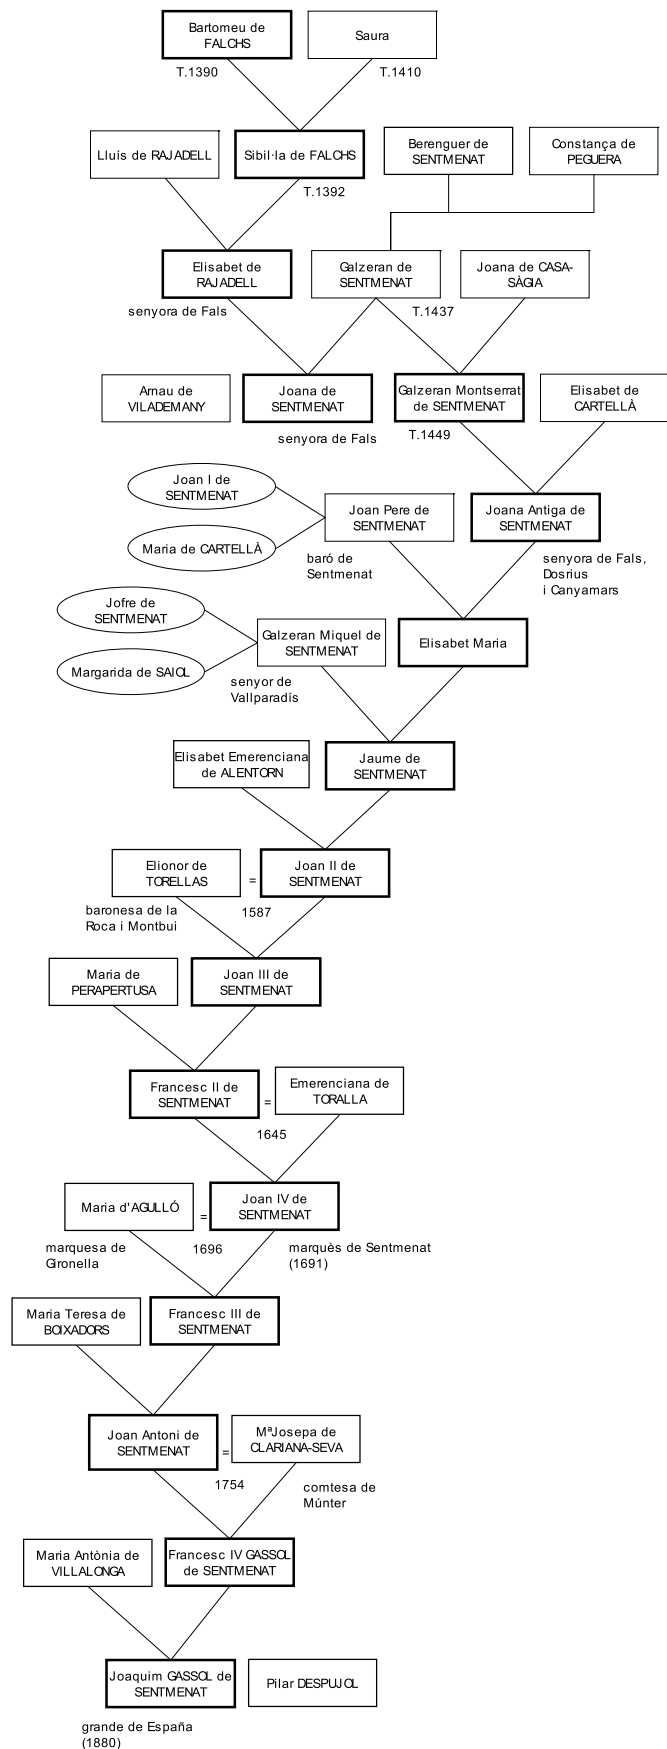 Bartomeu de
FALCHS
Saura
T.1390
T.1410
Lluís de RAJADELL
Sibil·la de FALCHS
Berenguer de
SENTMENAT
Constança de
PEGUERA
T.1392
Elisabet de
RAJADELL
Galzeran de
SENTMENAT
Joana de CASA-
SÀGIA
senyora de Fals
T.1437
Arnau de
VILADEMANY
Joana de
SENTMENAT
Galzeran Montserrat
de SENTMENAT
Elisabet de
CARTELLÀ
senyora de Fals
T.1449
Joan I de
SENTMENAT
Maria de CARTELLÀ
Joan Pere de
SENTMENAT
Joana Antiga de
SENTMENAT
baró de
Sentmenat
senyora de Fals,
Dosrius
i Canyamars
Jofre de
SENTMENAT
Margarida de SAIOL
Galzeran Miquel de
SENTMENAT
Elisabet Maria
senyor de
Vallparadís
Elisabet Emerenciana
de ALENTORN
Jaume de
SENTMENAT
Elionor de
TORELLAS
=
Joan II de
SENTMENAT
baronesa de la
Roca i Montbui
1587
Maria de
PERAPERTUSA
Joan III de
SENTMENAT
Francesc II de
SENTMENAT
=
Emerenciana de
TORALLA
1645
Maria d'AGULLÓ
=
Joan IV de
SENTMENAT
marquesa de
Gironella
1696
marquès de Sentmenat
(1691)
Maria Teresa de
BOIXADORS
Francesc III de
SENTMENAT
Joan Antoni de
SENTMENAT
=
MªJosepa de
CLARIANA-SEVA
1754
comtesa de
Múnter
Maria Antònia de
VILLALONGA
Francesc IV GASSOL
de SENTMENAT
Joaquim GASSOL de
SENTMENAT
Pilar DESPUJOL
grande de España
(1880)